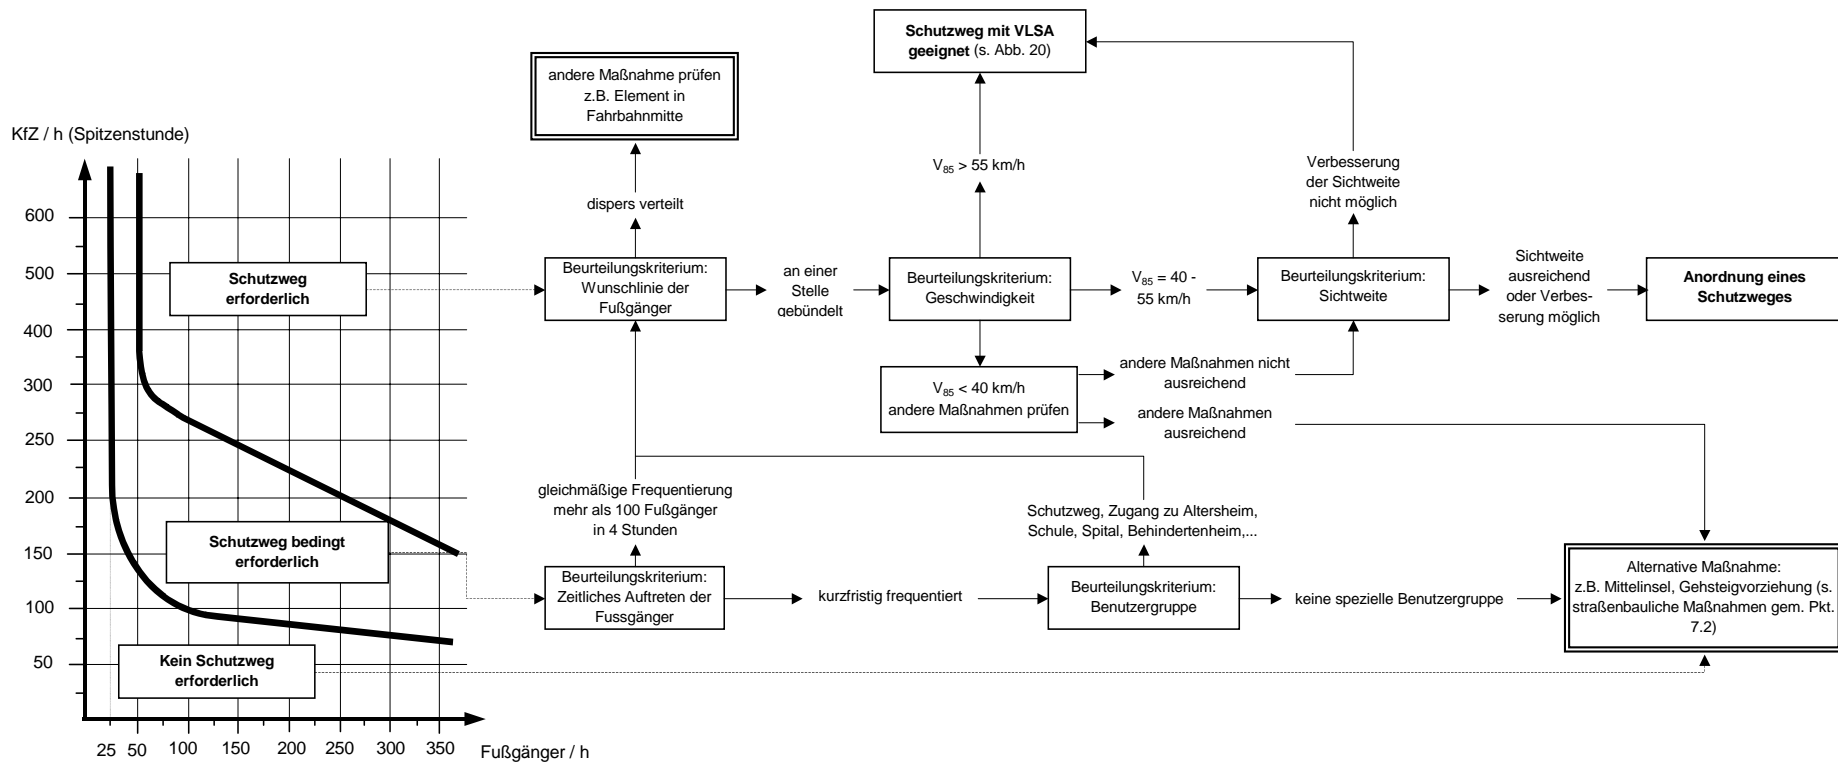 Schutzweg mit VLSA
geeignet (s. Abb. 20)
andere Maßnahme prüfen
z.B. Element in
Fahrbahnmitte
KfZ / h (Spitzenstunde)
V85 > 55 km/h
Verbesserung
der Sichtweite
nicht möglich
dispers verteilt
600
500
400
300
250
200
150
100
50
Schutzweg
erforderlich
Beurteilungskriterium:
Wunschlinie der
Fußgänger
an einer
Stelle
gebündelt
Beurteilungskriterium:
Geschwindigkeit
V85 = 40 -
55 km/h
Beurteilungskriterium:
Sichtweite
Sichtweite
ausreichend
oder Verbes-
serung möglich
Anordnung eines
Schutzweges
V85 < 40 km/h
andere Maßnahmen prüfen
andere Maßnahmen nicht
ausreichend
andere Maßnahmen
ausreichend
gleichmäßige Frequentierung
mehr als 100 Fußgänger
in 4 Stunden
Schutzweg, Zugang zu Altersheim,
Schule, Spital, Behindertenheim,...
Schutzweg bedingt
erforderlich
Beurteilungskriterium:
Zeitliches Auftreten der
Fussgänger
kurzfristig frequentiert
Beurteilungskriterium:
Benutzergruppe
keine spezielle Benutzergruppe
Alternative Maßnahme:
z.B. Mittelinsel, Gehsteigvorziehung (s.
straßenbauliche Maßnahmen gem. Pkt.
7.2)
Kein Schutzweg
erforderlich
25 50 100 150 200 250 300 350
Fußgänger / h